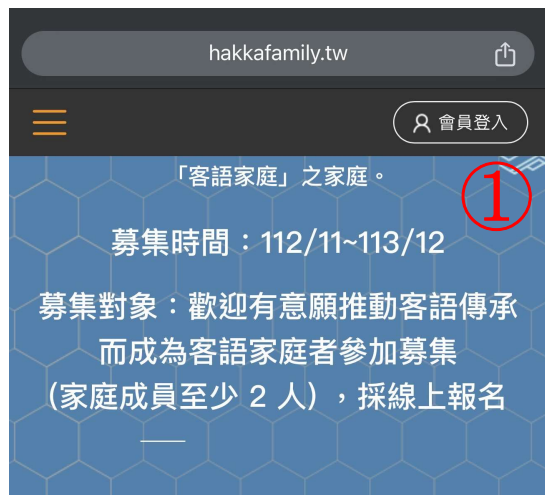 hakkafamily.tw
會員登入
「客語家庭」之家庭。
①
募集時間：112/11~113/12
募集對象：歡迎有意願推動客語傳承
而成為客語家庭者參加募集
(家庭成員至少 2 人)，採線上報名